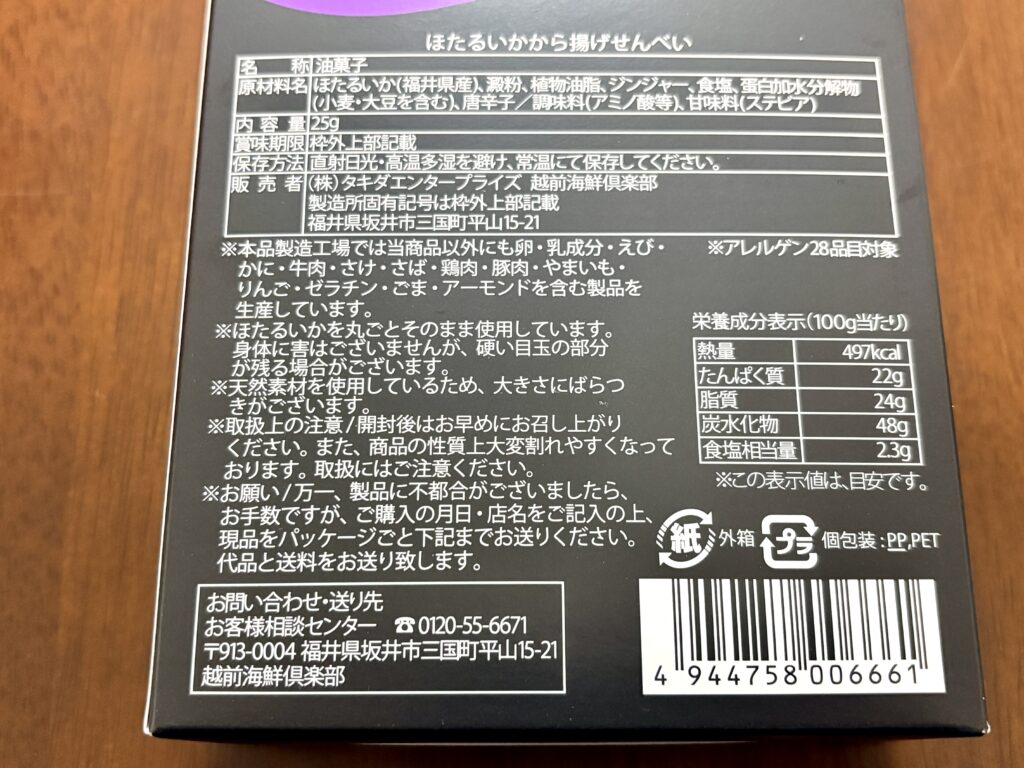 ほたるいかから揚げせんべい
名称 油菓子
原材料名 ほたるいか(福井県産)、澱粉、植物油脂、ジンジャー、食塩、蛋白加水分解物
(小麦・大豆を含む)、唐辛子/調味料(アミノ酸等)、甘味料(ステビア)
内容量 25g
賞味期限 枠外上部記載
保存方法 直射日光・高温多湿を避け、常温にて保存してください。
販売者 (株)タキダエンタープライズ 越前海鮮倶楽部
製造所固有記号は枠外上部記載
福井県坂井市三国町平山15-21
※本品製造工場では当商品以外にも卵・乳成分・えび・
かに・牛肉・さけ・さば・鶏肉・豚肉・やまいも・
りんご・ゼラチン・ごま・アーモンドを含む製品を
生産しています。
※アレルゲン28品目対象
※ほたるいかを丸ごとそのまま使用しています。
身体に害はございませんが、硬い目玉の部分
が残る場合がございます。
※天然素材を使用しているため、大きさにばらつ
きがございます。
※取扱上の注意/開封後はお早めにお召し上がり
ください。また、商品の性質上大変割れやすくなって
おります。取扱にはご注意ください。
※お願い/万一、製品に不都合がございましたら、
お手数ですが、ご購入の月日・店名をご記入の上、
現品をパッケージごと下記までお送りください。
代品と送料をお送り致します。
栄養成分表示(100g当たり)
熱量 497kcal
たんぱく質 22g
脂質 24g
炭水化物 48g
食塩相当量 2.3g
※この表示値は、目安です。
紙 外箱 プラ 個包装:PP,PET
お問い合わせ・送り先
お客様相談センター ☎0120-55-6671
〒913-0004 福井県坂井市三国町平山15-21
越前海鮮倶楽部
4 944758 006661